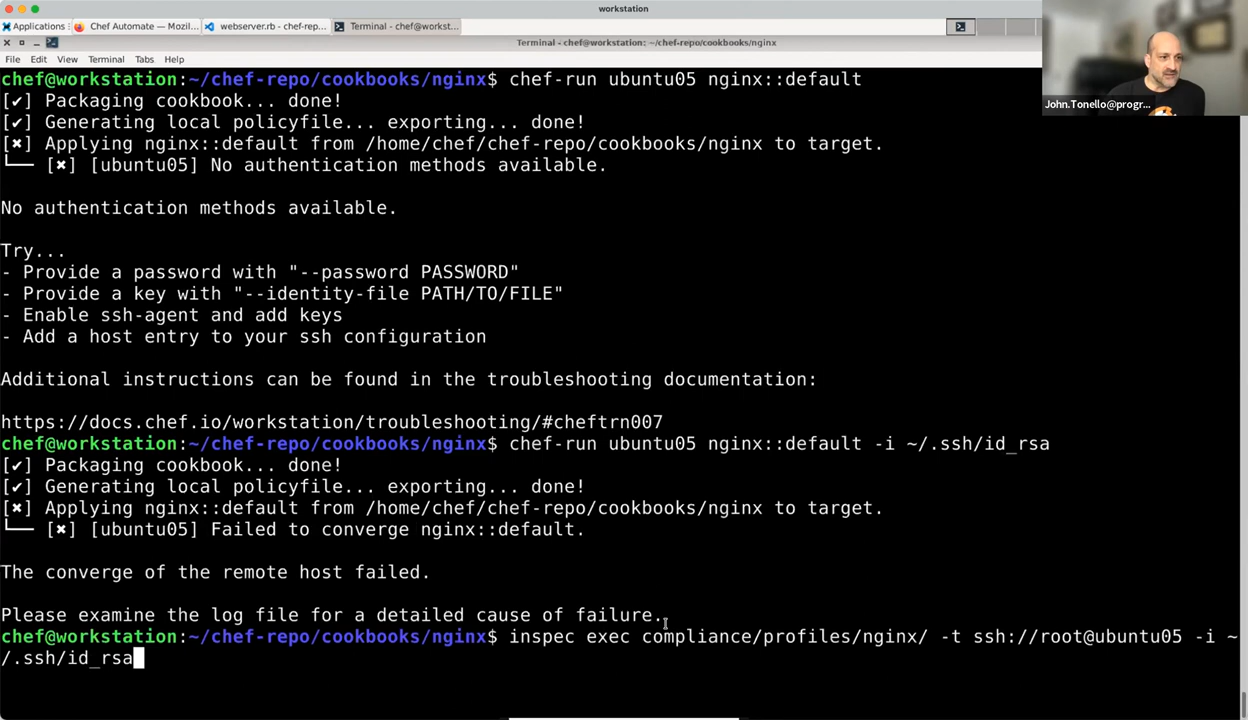 workstation
Applications
Chef Automate — Mozil...
webserver.rb - chef-rep...
Terminal - chef@workst...
Terminal - chef@workstation: ~/chef-repo/cookbooks/nginx
File Edit View Terminal Tabs Help
John.Tonello@progr...
chef@workstation:~/chef-repo/cookbooks/nginx$ chef-run ubuntu05 nginx::default
[✔] Packaging cookbook... done!
[✔] Generating local policyfile... exporting... done!
[✖] Applying nginx::default from /home/chef/chef-repo/cookbooks/nginx to target.
└── [✖] [ubuntu05] No authentication methods available.
No authentication methods available.
Try...
- Provide a password with "--password PASSWORD"
- Provide a key with "--identity-file PATH/TO/FILE"
- Enable ssh-agent and add keys
- Add a host entry to your ssh configuration
Additional instructions can be found in the troubleshooting documentation:
https://docs.chef.io/workstation/troubleshooting/#cheftrn007
chef@workstation:~/chef-repo/cookbooks/nginx$ chef-run ubuntu05 nginx::default -i ~/.ssh/id_rsa
[✔] Packaging cookbook... done!
[✔] Generating local policyfile... exporting... done!
[✖] Applying nginx::default from /home/chef/chef-repo/cookbooks/nginx to target.
└── [✖] [ubuntu05] Failed to converge nginx::default.
The converge of the remote host failed.
Please examine the log file for a detailed cause of failure.
chef@workstation:~/chef-repo/cookbooks/nginx$ inspec exec compliance/profiles/nginx/ -t ssh://root@ubuntu05 -i ~
/.ssh/id_rsa